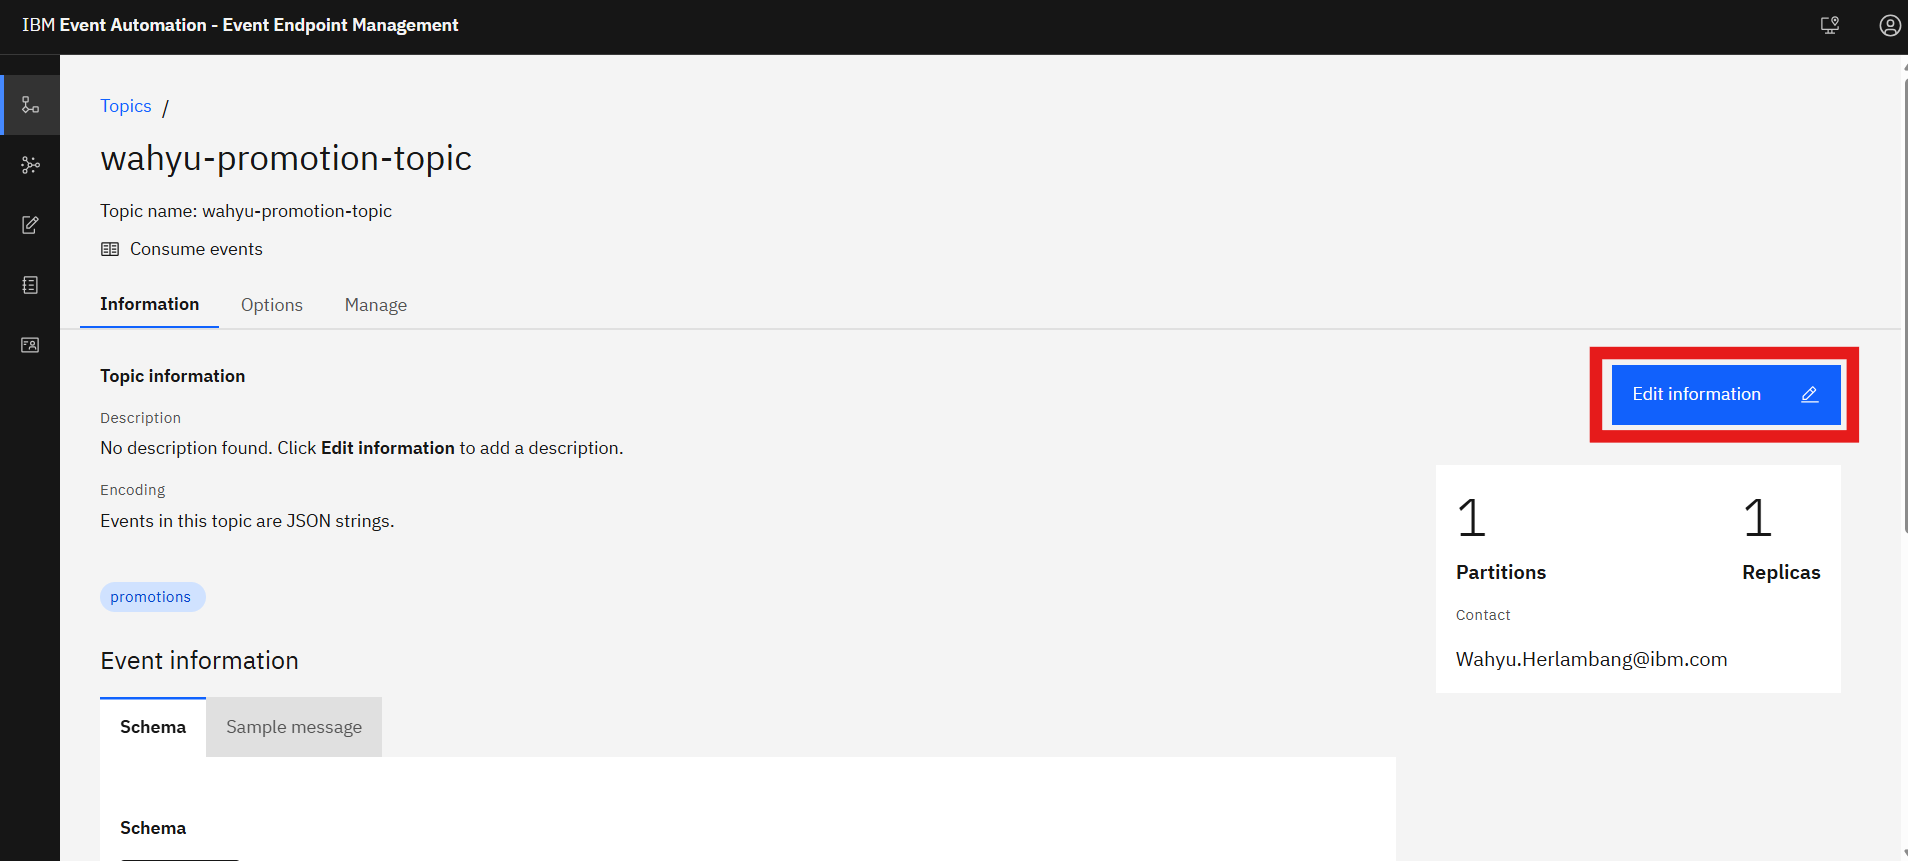 IBM Event Automation - Event Endpoint Management
Topics /
wahyu-promotion-topic
Topic name: wahyu-promotion-topic
Consume events
Information Options Manage
Topic information
Edit information
Description
No description found. Click Edit information to add a description.
Encoding
Events in this topic are JSON strings.
1 1
Partitions Replicas
Contact
Wahyu.Herlambang@ibm.com
promotions
Event information
Schema Sample message
Schema